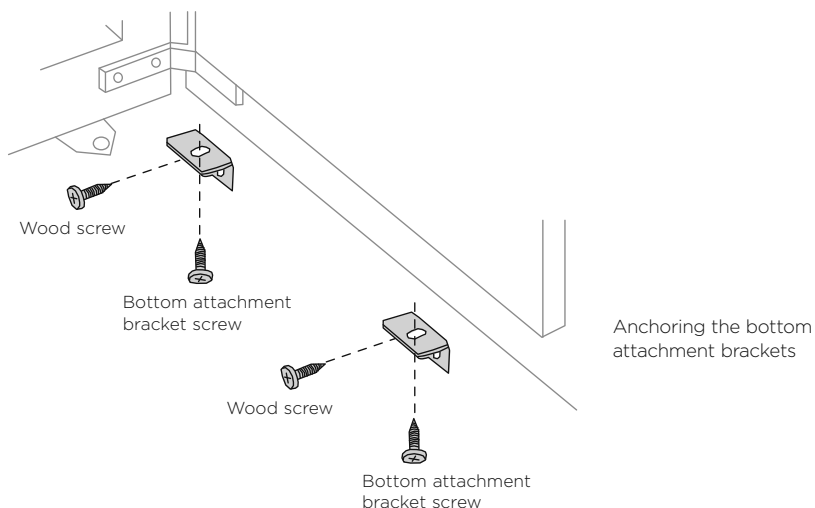 Wood screw
Bottom attachment
bracket screw
Anchoring the bottom
attachment brackets
Wood screw
Bottom attachment
bracket screw